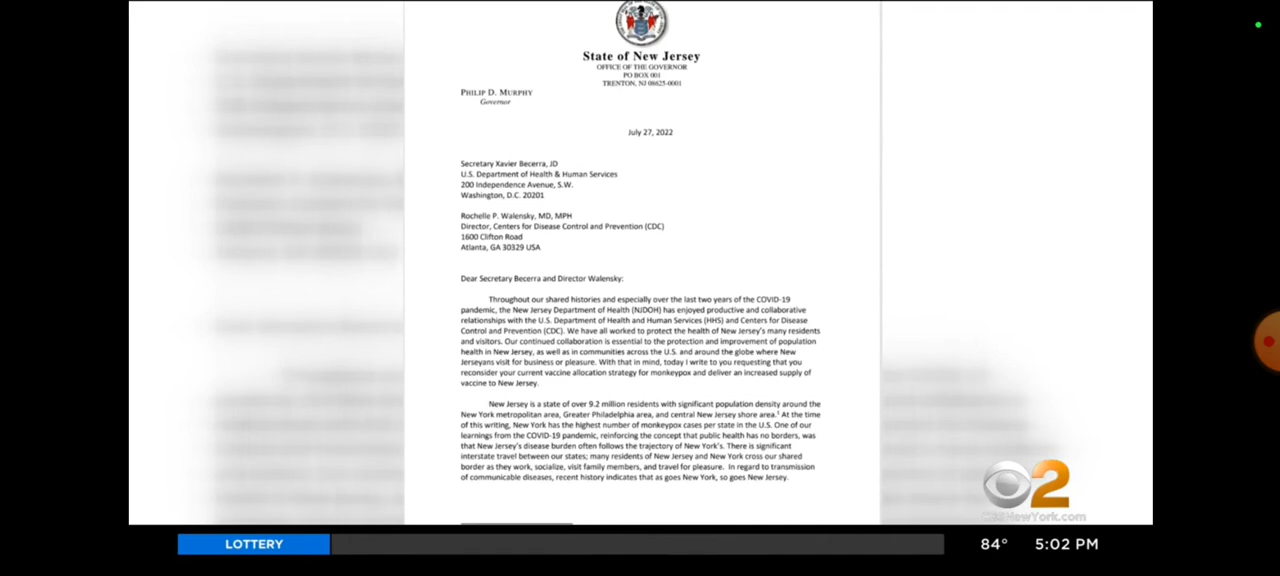 State of New Jersey
OFFICE OF THE GOVERNOR
PO BOX 001
TRENTON, NJ 08625-0001
PHILIP D. MURPHY
Governor
July 27, 2022
Secretary Xavier Becerra, JD
U.S. Department of Health & Human Services
200 Independence Avenue, S.W.
Washington, D.C. 20201
Rochelle P. Walensky, MD, MPH
Director, Centers for Disease Control and Prevention (CDC)
1600 Clifton Road
Atlanta, GA 30329 USA
Dear Secretary Becerra and Director Walensky:
Throughout our shared histories and especially over the last two years of the COVID-19
pandemic, the New Jersey Department of Health (NJDOH) has enjoyed productive and collaborative
relationships with the U.S. Department of Health and Human Services (HHS) and Centers for Disease
Control and Prevention (CDC). We have all worked to protect the health of New Jersey's many residents
and visitors. Our continued collaboration is essential to the protection and improvement of population
health in New Jersey, as well as in communities across the U.S. and around the globe where New
Jerseyans visit for business or pleasure. With that in mind, today I write to you requesting that you
reconsider your current vaccine allocation strategy for monkeypox and deliver an increased supply of
vaccine to New Jersey.
New Jersey is a state of over 9.2 million residents with significant population density around the
New York metropolitan area, Greater Philadelphia area, and central New Jersey shore area.¹ At the time
of this writing, New York has the highest number of monkeypox cases per state in the U.S. One of our
learnings from the COVID-19 pandemic, reinforcing the concept that public health has no borders, was
that New Jersey's disease burden often follows the trajectory of New York's. There is significant
interstate travel between our states; many residents of New Jersey and New York cross our shared
border as they work, socialize, visit family members, and travel for pleasure. In regard to transmission
of communicable diseases, recent history indicates that as goes New York, so goes New Jersey.
2
NewYork.com
LOTTERY
84° 5:02 PM